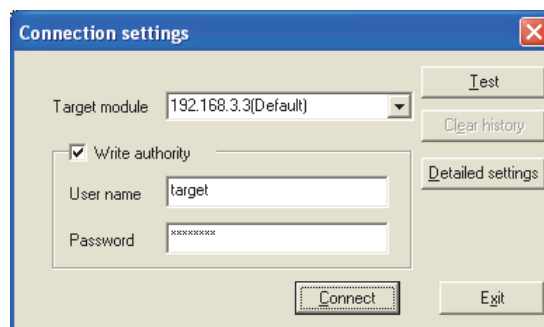 Connection settings
Test
Target module 192.168.3.3(Default)
Clear history
Write authority
Detailed settings
User name target
Password ********
Connect Exit